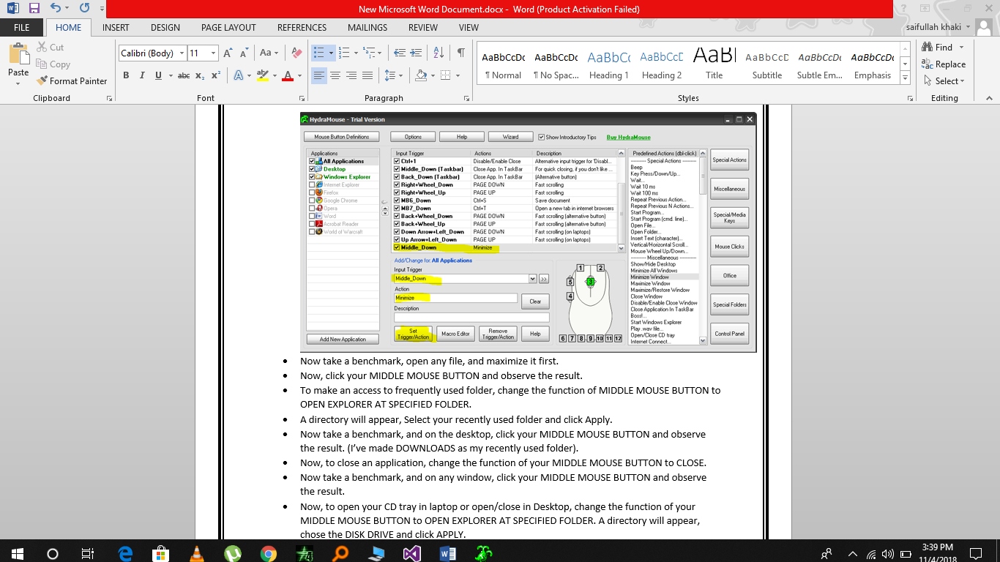 New Microsoft Word Document.docx - Word (Product Activation Failed)
FILE HOME INSERT DESIGN PAGE LAYOUT REFERENCES MAILINGS REVIEW VIEW saifullah khaki
Cut
Copy
Format Painter
Paste
Calibri (Body) 11
Clipboard Font Paragraph Styles Editing
AaBbCcDc AaBbCcDc AaBbCc AaBbCcD AaB AaBbCcD AaBbCcDt AaBbCcDt
¶ Normal ¶ No Spac... Heading 1 Heading 2 Title Subtitle Subtle Em... Emphasis
Find
Replace
Select
HydraMouse - Trial Version
Mouse Button Definitions Options Help Wizard Show Introductory Tips Buy HydraMouse
Applications
All Applications
Desktop
Windows Explorer
Internet Explorer
Firefox
Google Chrome
Opera
Word
Acrobat Reader
World of Warcraft
Add New Application
Input Trigger Actions Description
Ctrl+1 Disable/Enable Close Alternative input trigger for 'Disabl...
Middle_Down (Taskbar) Close App. In TaskBar For quick closing, if you don't like ...
Back_Down (Taskbar) Close App. In TaskBar (Alternative button)
Right+Wheel_Down PAGE DOWN Fast scrolling
Right+Wheel_Up PAGE UP Fast scrolling
MB6_Down Ctrl+S Save document
MB7_Down Ctrl+T Open a new tab in internet browsers
Back+Wheel_Down PAGE DOWN Fast scrolling (alternative button)
Back+Wheel_Up PAGE UP Fast scrolling (alternative button)
Down Arrow+Left_Down PAGE DOWN Fast scrolling (on laptops)
Up Arrow+Left_Down PAGE UP Fast scrolling (on laptops)
Middle_Down Minimize
Add/Change for: All Applications
Input Trigger
Middle_Down >>
Action
Minimize
Clear
Description
Set Trigger/Action Macro Editor Remove Trigger/Action Help
1 2
5 3
4
6 7 8 9 10 11 12
Predefined Actions (dbl-click)
---------- Special Actions ----------
Beep
Key Press/Down/Up...
Wait...
Wait 10 ms
Wait 100 ms
Repeat Previous Action...
Repeat Previous N Actions...
Start Program...
Start Program (cmd. line)...
Open File...
Open Folder...
Insert Text (character)...
Vertical/Horizontal Scroll...
Mouse Wheel Up/Down...
---------- Miscellaneous ----------
Show/Hide Desktop
Minimize All Windows
Minimize Window
Maximize Window
Maximize/Restore Window
Close Window
Disable/Enable Close Window
Close Application In TaskBar
Boss!...
Start Windows Explorer
Play .wav file...
Open/Close CD tray
Internet Connect...
Special Actions
Miscellaneous
Special/Media Keys
Mouse Clicks
Office
Special Folders
Control Panel
• Now take a benchmark, open any file, and maximize it first.
• Now, click your MIDDLE MOUSE BUTTON and observe the result.
• To make an access to frequently used folder, change the function of MIDDLE MOUSE BUTTON to
OPEN EXPLORER AT SPECIFIED FOLDER.
• A directory will appear, Select your recently used folder and click Apply.
• Now take a benchmark, and on the desktop, click your MIDDLE MOUSE BUTTON and observe
the result. (I've made DOWNLOADS as my recently used folder).
• Now, to close an application, change the function of your MIDDLE MOUSE BUTTON to CLOSE.
• Now take a benchmark, and on any window, click your MIDDLE MOUSE BUTTON and observe
the result.
• Now, to open your CD tray in laptop or open/close in Desktop, change the function of your
MIDDLE MOUSE BUTTON to OPEN EXPLORER AT SPECIFIED FOLDER. A directory will appear,
chose the DISK DRIVE and click APPLY.
3:39 PM
11/4/2018